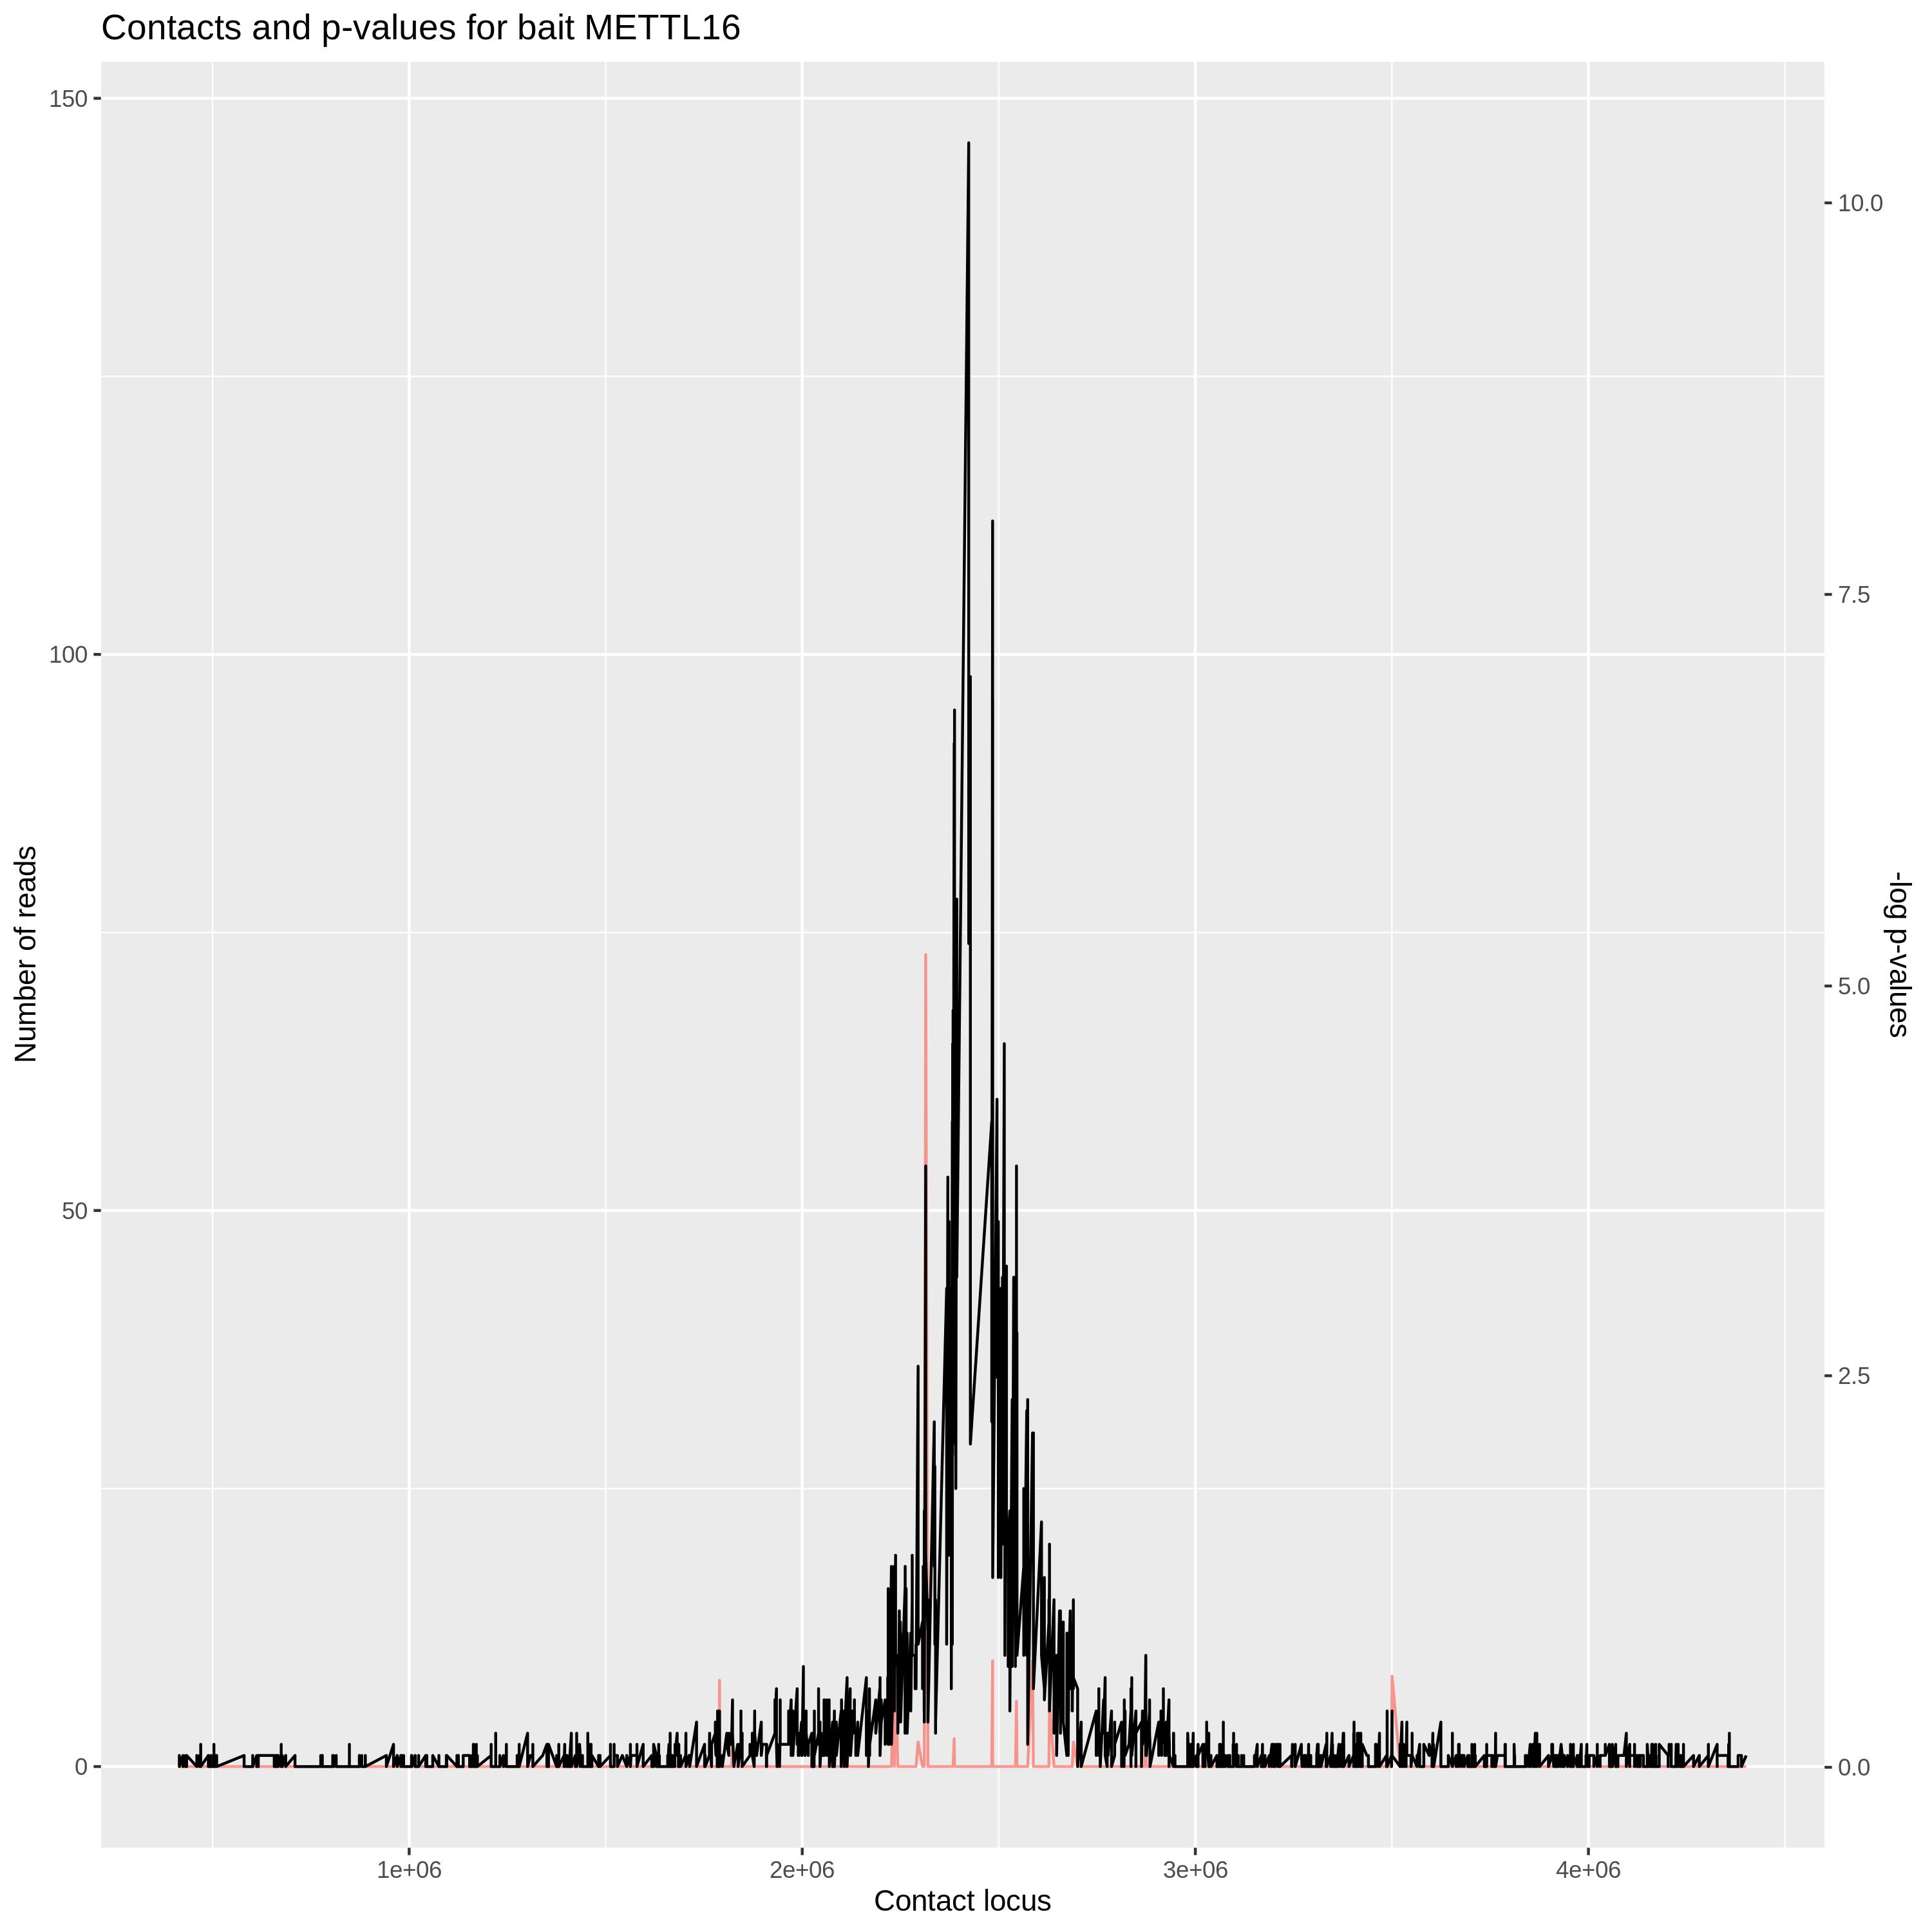 Contacts and p-values for bait METTL16
150
100
50
0
Number of reads
10.0
7.5
5.0
2.5
0.0
-log p-values
1e+06
2e+06
3e+06
4e+06
Contact locus